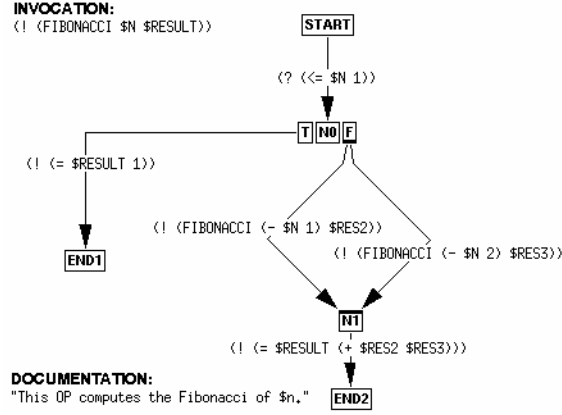 INVOCATION:
(! (FIBONACCI $N $RESULT))
START
(? (<= $N 1))
T N0 F
(! (= $RESULT 1))
(! (FIBONACCI (- $N 1) $RES2))
(! (FIBONACCI (- $N 2) $RES3))
END1
N1
(! (= $RESULT (+ $RES2 $RES3)))
DOCUMENTATION:
"This OP computes the Fibonacci of $n."
END2